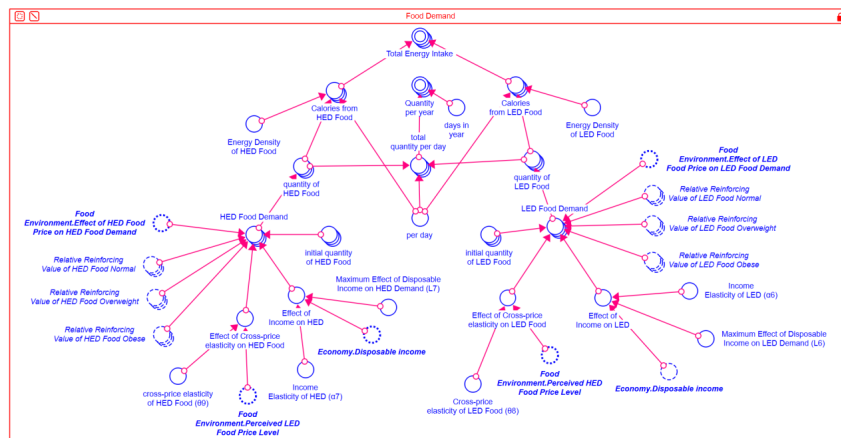 Food Demand
Total Energy Intake
Calories from
HED Food
Quantity
per year
Calories
from LED Food
days in
year
Energy Density
of HED Food
Energy Density
of LED Food
total
quantity per day
quantity of
HED Food
quantity of
LED Food
Food
Environment.Effect of LED
Food Price on LED Food Demand
Relative Reinforcing
Value of LED Food Normal
Food
Environment.Effect of HED Food
Price on HED Food Demand
HED Food Demand
LED Food Demand
per day
Relative Reinforcing
Value of LED Food Overweight
Relative Reinforcing
Value of HED Food Normal
initial quantity
of HED Food
initial quantity
of LED Food
Relative Reinforcing
Value of LED Food Obese
Relative Reinforcing
Value of HED Food Overweight
Maximum Effect of Disposable
Income on HED Demand (L7)
Income
Elasticity of LED (α6)
Relative Reinforcing
Value of HED Food Obese
Effect of
Income on HED
Effect of Cross-price
elasticity on LED Food
Effect of
Income on LED
Effect of Cross-price
elasticity on HED Food
Economy.Disposable income
Maximum Effect of Disposable
Income on LED Demand (L6)
Food
Environment.Perceived HED
Food Price Level
Economy.Disposable income
cross-price elasticity
of HED Food (θ9)
Income
Elasticity of HED (α7)
Cross-price
elasticity of LED Food (θ8)
Food
Environment.Perceived LED
Food Price Level